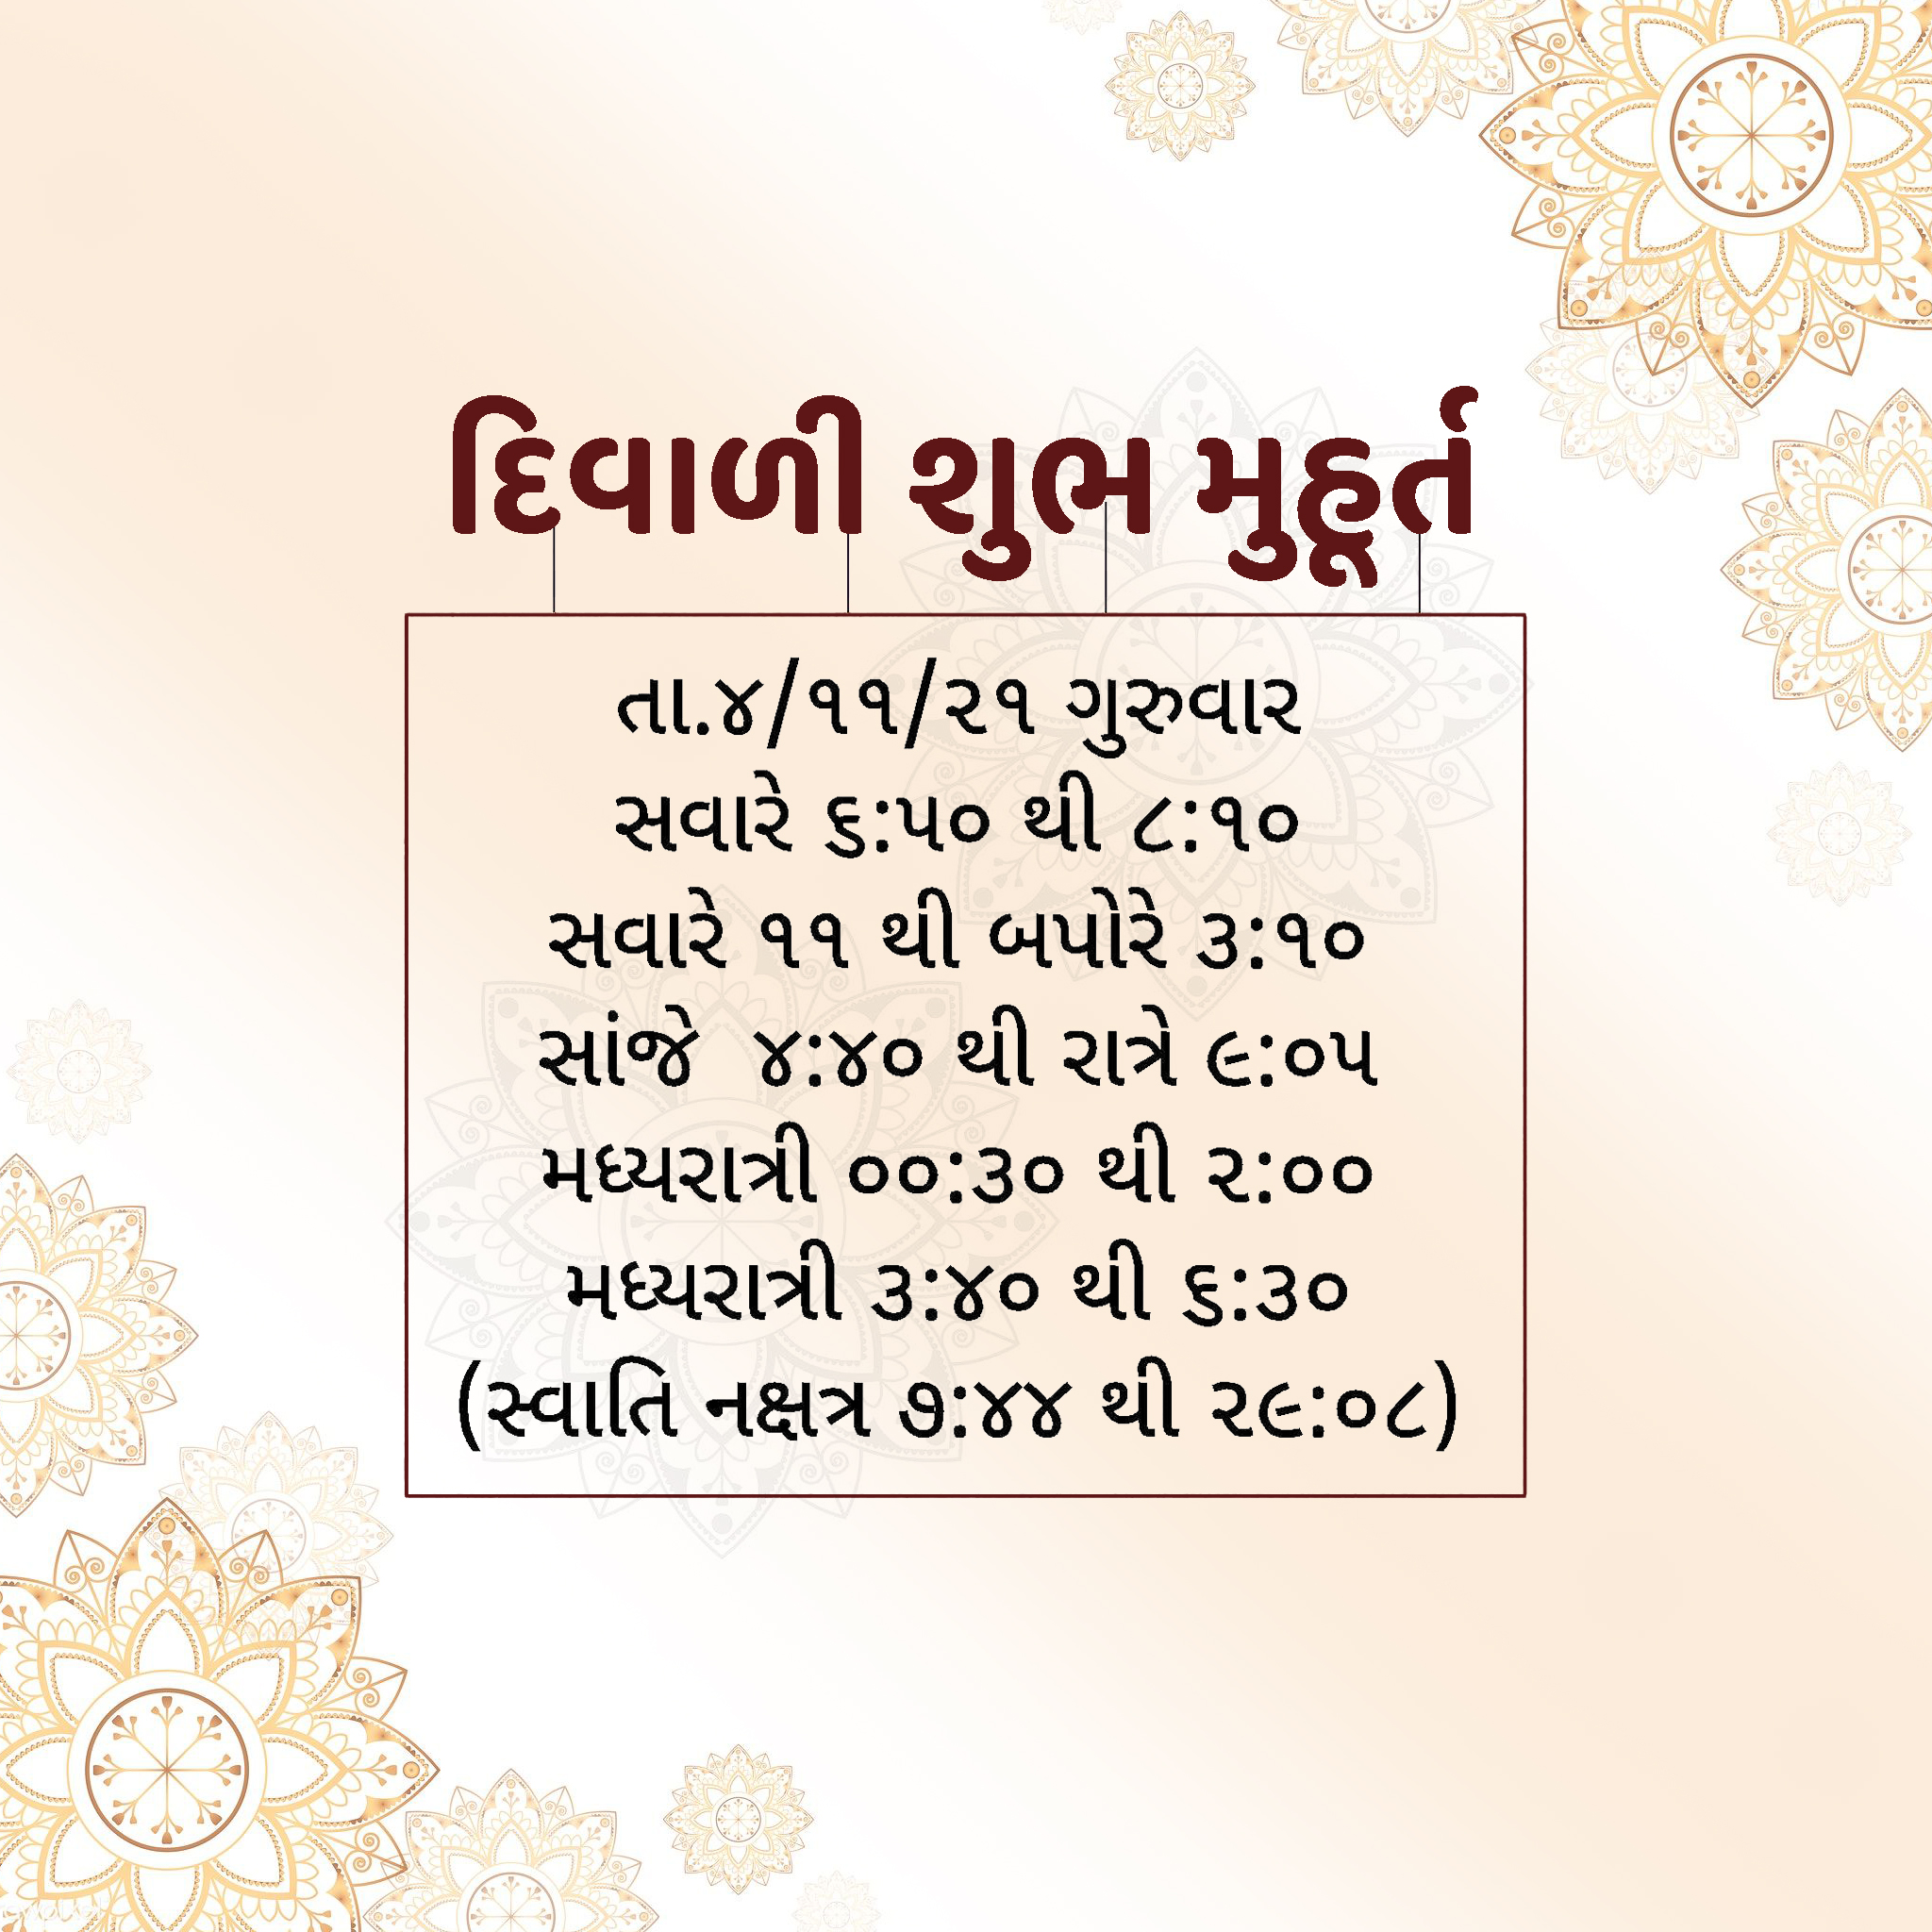 દિવાળી શુભ મુહૂર્ત
તા.૪/૧૧/૨૧ ગુરુવાર
સવારે ૬:૫૦ થી ૮:૧૦
સવારે ૧૧ થી બપોરે ૩:૧૦
સાંજે ૪:૪૦ થી રાત્રે ૯:૦૫
મધ્યરાત્રી ૦૦:૩૦ થી ૨:૦૦
મધ્યરાત્રી ૩:૪૦ થી ૬:૩૦
(સ્વાતિ નક્ષત્ર ૭:૪૪ થી ૨૯:૦૮)